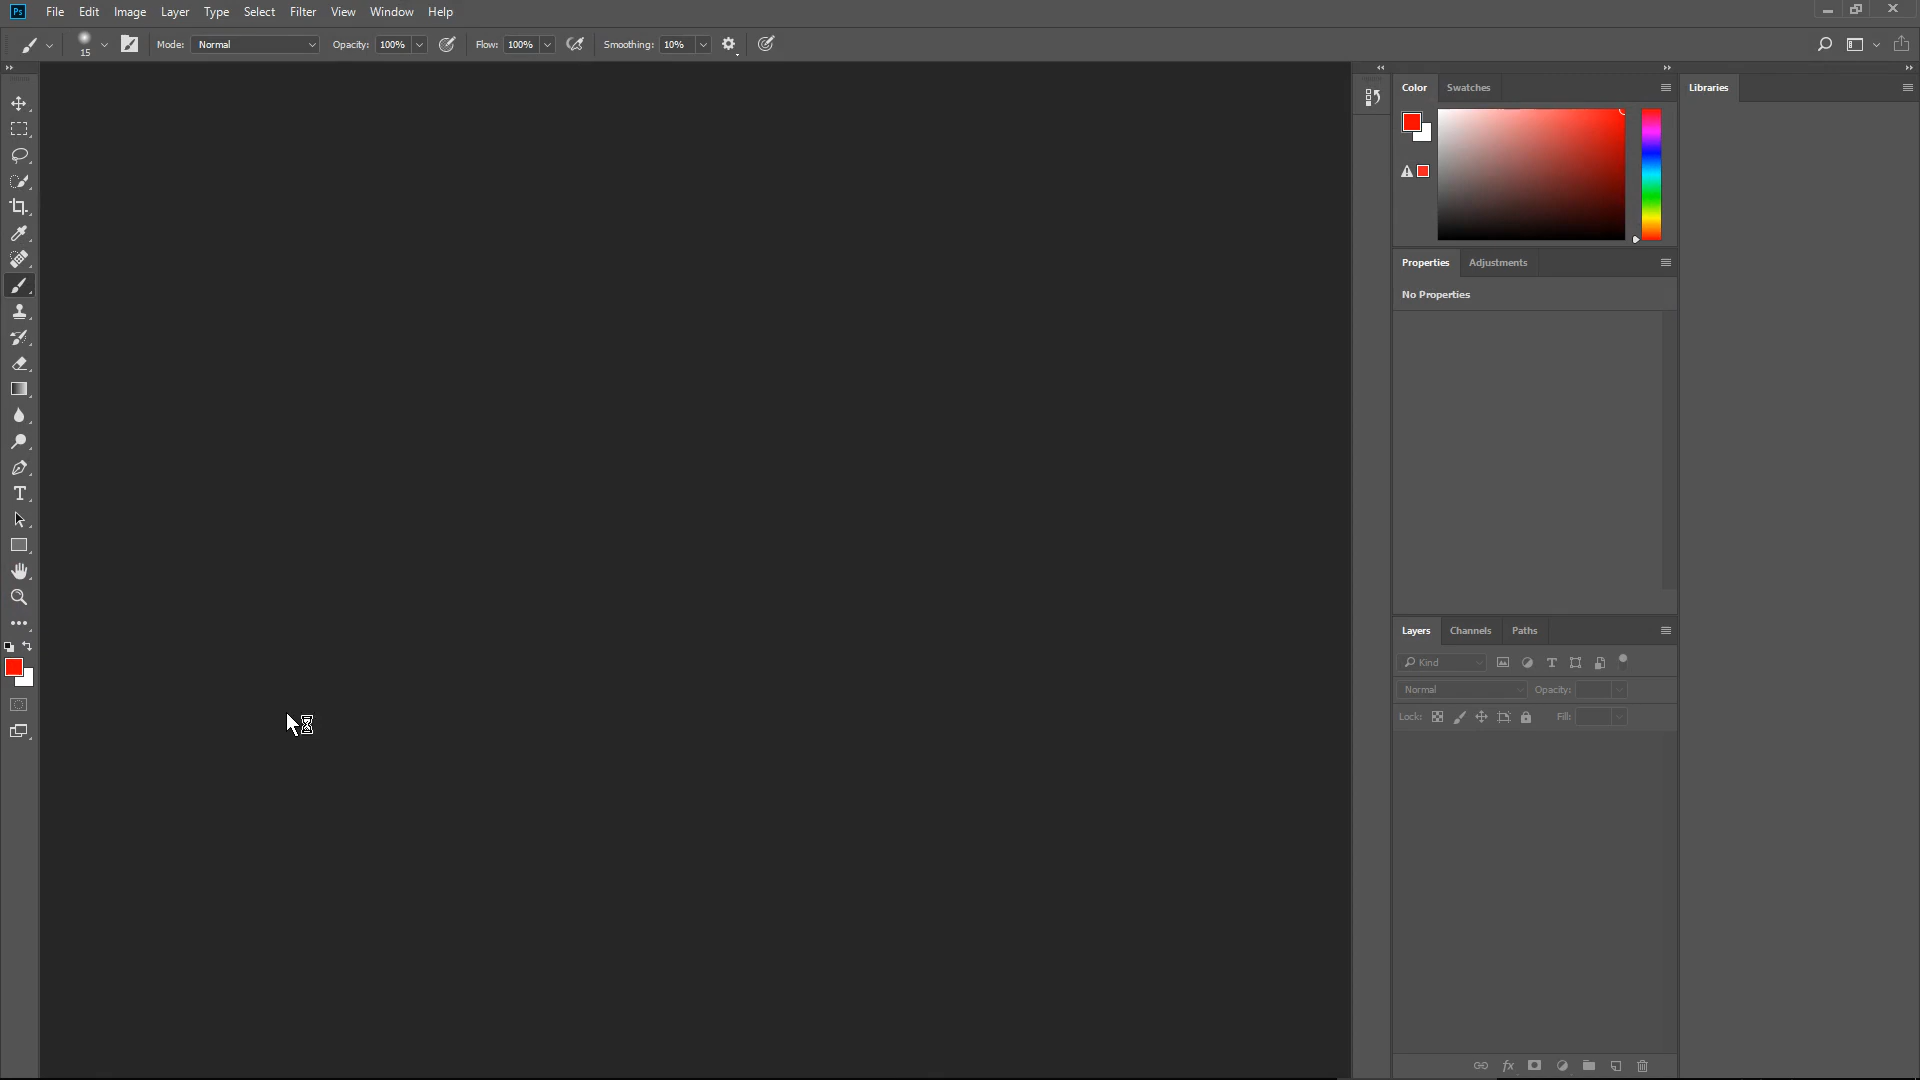 Ps File Edit Image Layer Type Select Filter View Window Help
15 Mode: Normal Opacity: 100% Flow: 100% Smoothing: 10%
Color Swatches Libraries
Properties Adjustments
No Properties
T
Layers Channels Paths
Kind T
Normal Opacity:
Lock: Fill:
fx